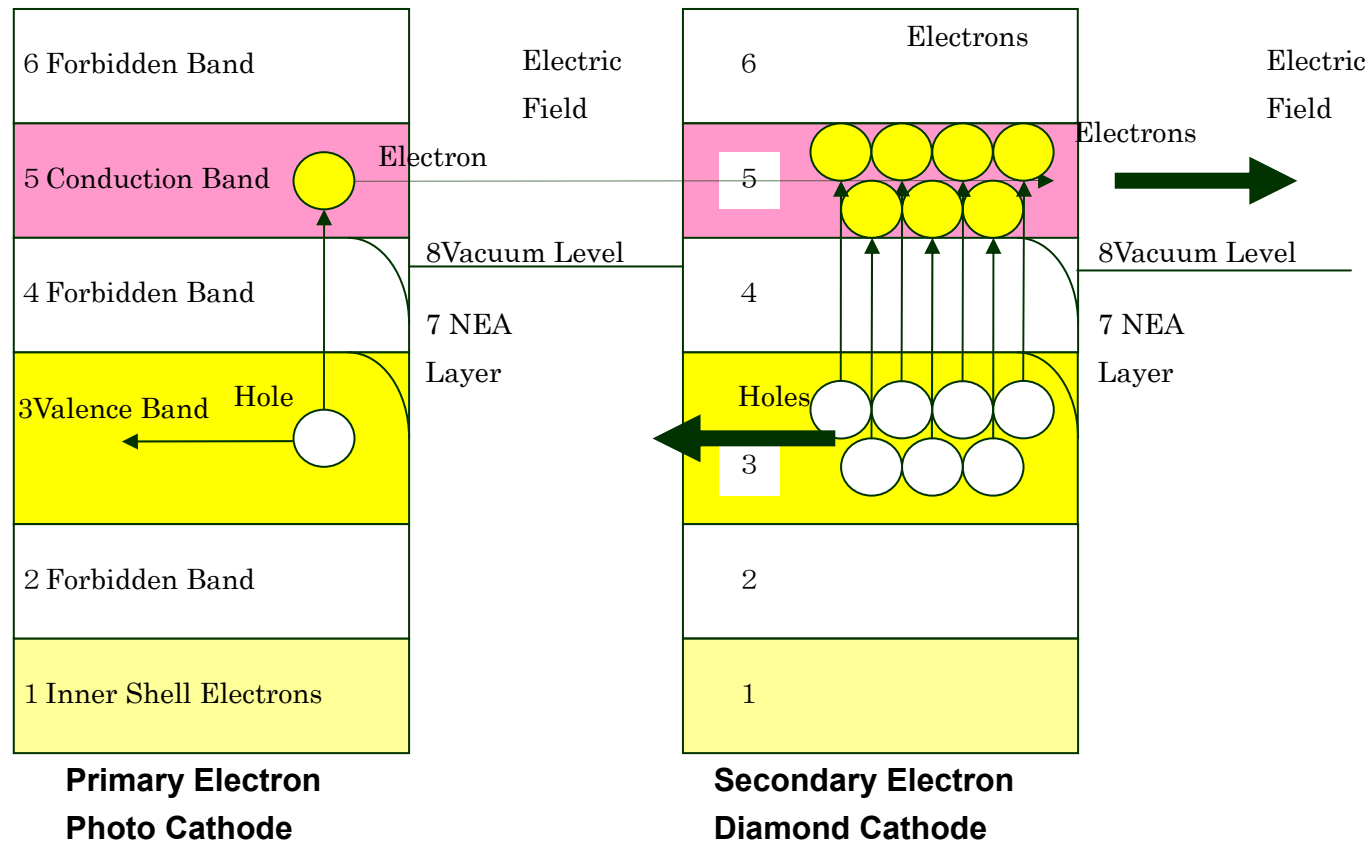 6 Forbidden Band
Electric
Field
5 Conduction Band
Electron
8Vacuum Level
4 Forbidden Band
7 NEA
Layer
3Valence Band
Hole
2 Forbidden Band
1 Inner Shell Electrons
Primary Electron
Photo Cathode
6
Electrons
Electric
Field
5
Electrons
8Vacuum Level
4
7 NEA
Layer
Holes
3
2
1
Secondary Electron
Diamond Cathode